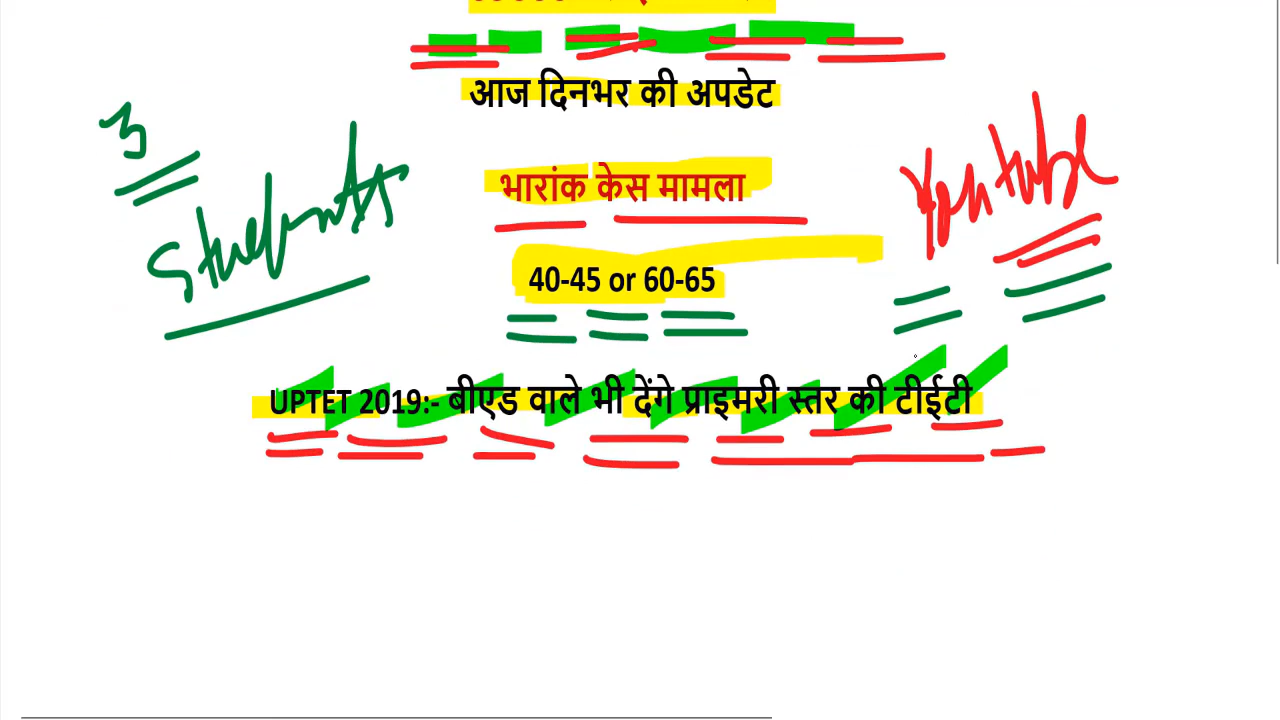 आज दिनभर की अपडेट
3
Students
YouTube
भारांक केस मामला
40-45 or 60-65
UPTET 2019:- बीएड वाले भी देंगे प्राइमरी स्तर की टीईटी